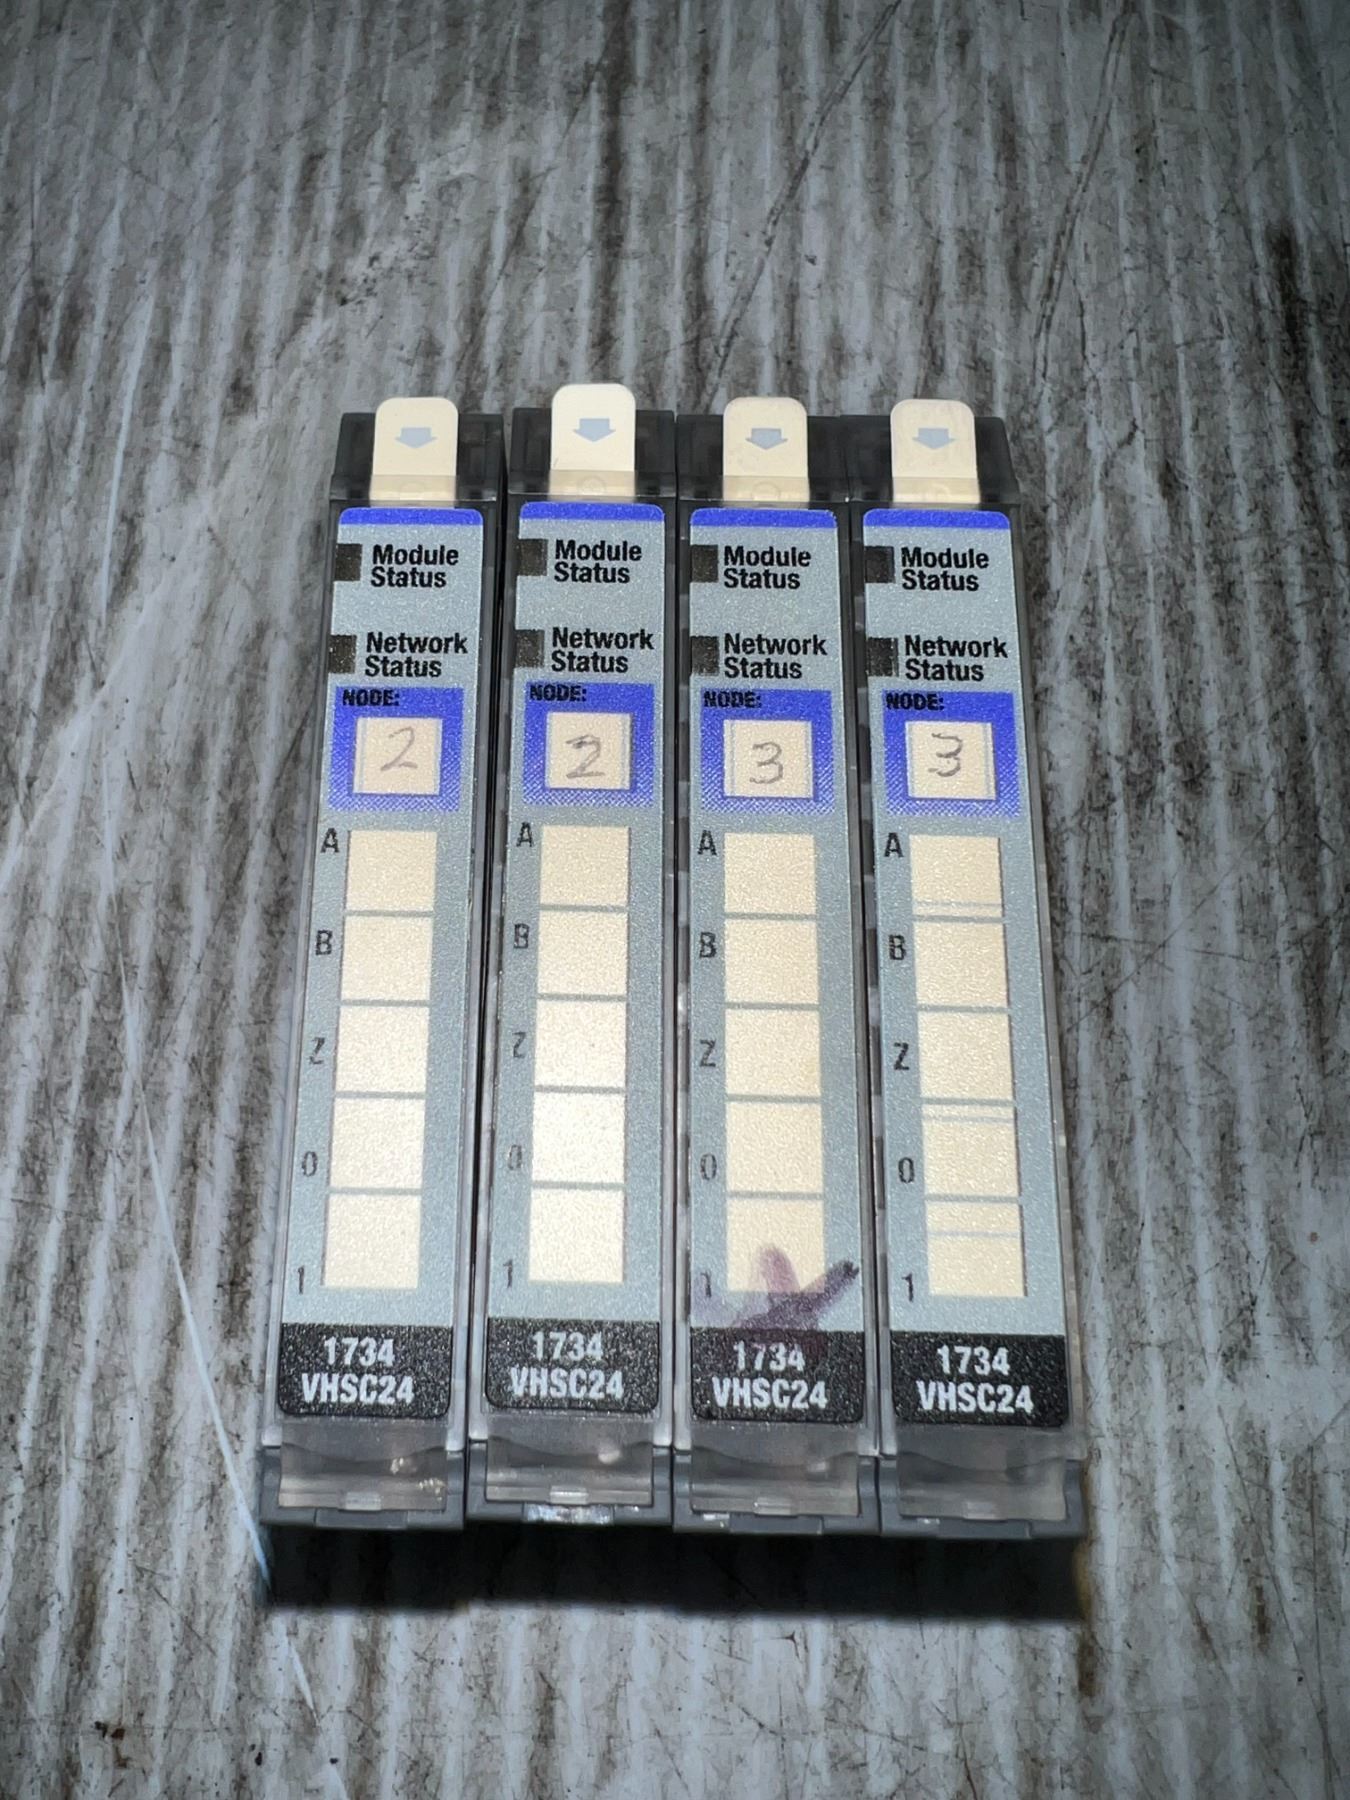 Module
Status
Network
Status
NODE:
2
A
B
Z
0
1
1734
VHSC24
Module
Status
Network
Status
NODE:
2
A
B
Z
0
1
1734
VHSC24
Module
Status
Network
Status
NODE:
3
A
B
Z
0
1
1734
VHSC24
Module
Status
Network
Status
NODE:
3
A
B
Z
0
1
1734
VHSC24